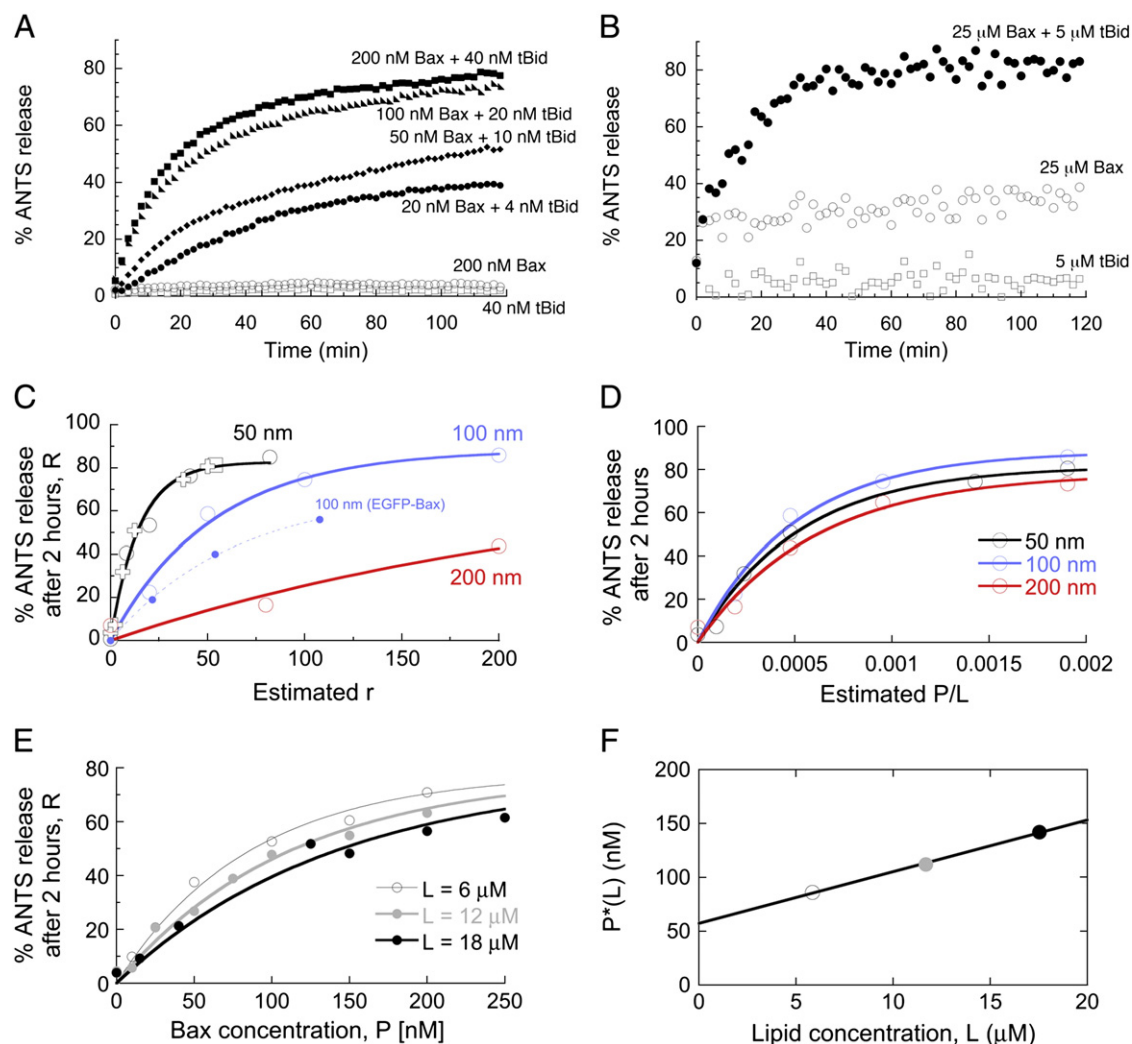 A
% ANTS release
80
60
40
20
0
200 nM Bax + 40 nM tBid
100 nM Bax + 20 nM tBid
50 nM Bax + 10 nM tBid
20 nM Bax + 4 nM tBid
200 nM Bax
40 nM tBid
0 20 40 60 80 100
Time (min)
B
% ANTS release
80
60
40
20
0
25 μM Bax + 5 μM tBid
25 μM Bax
5 μM tBid
0 20 40 60 80 100 120
Time (min)
C
% ANTS release
after 2 hours, R
100
80
60
40
20
0
50 nm
100 nm
100 nm (EGFP-Bax)
200 nm
0 50 100 150 200
Estimated r
D
% ANTS release
after 2 hours
100
80
60
40
20
0
50 nm
100 nm
200 nm
0 0.0005 0.001 0.0015 0.002
Estimated P/L
E
% ANTS release
after 2 hours, R
80
60
40
20
0
L = 6 μM
L = 12 μM
L = 18 μM
0 50 100 150 200 250
Bax concentration, P [nM]
F
P*(L) (nM)
200
150
100
50
0
0 5 10 15 20
Lipid concentration, L (μM)